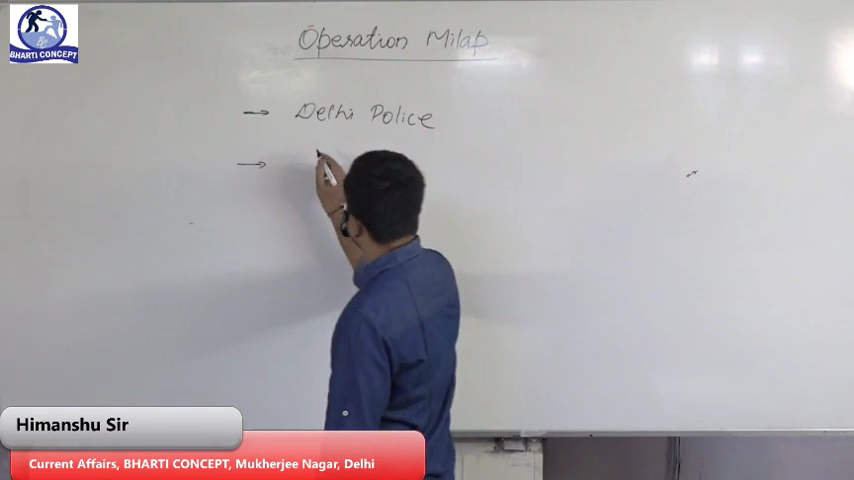 BHARTI CONCEPT
Operation Milap
→ Delhi Police
→
Himanshu Sir
Current Affairs, BHARTI CONCEPT, Mukherjee Nagar, Delhi